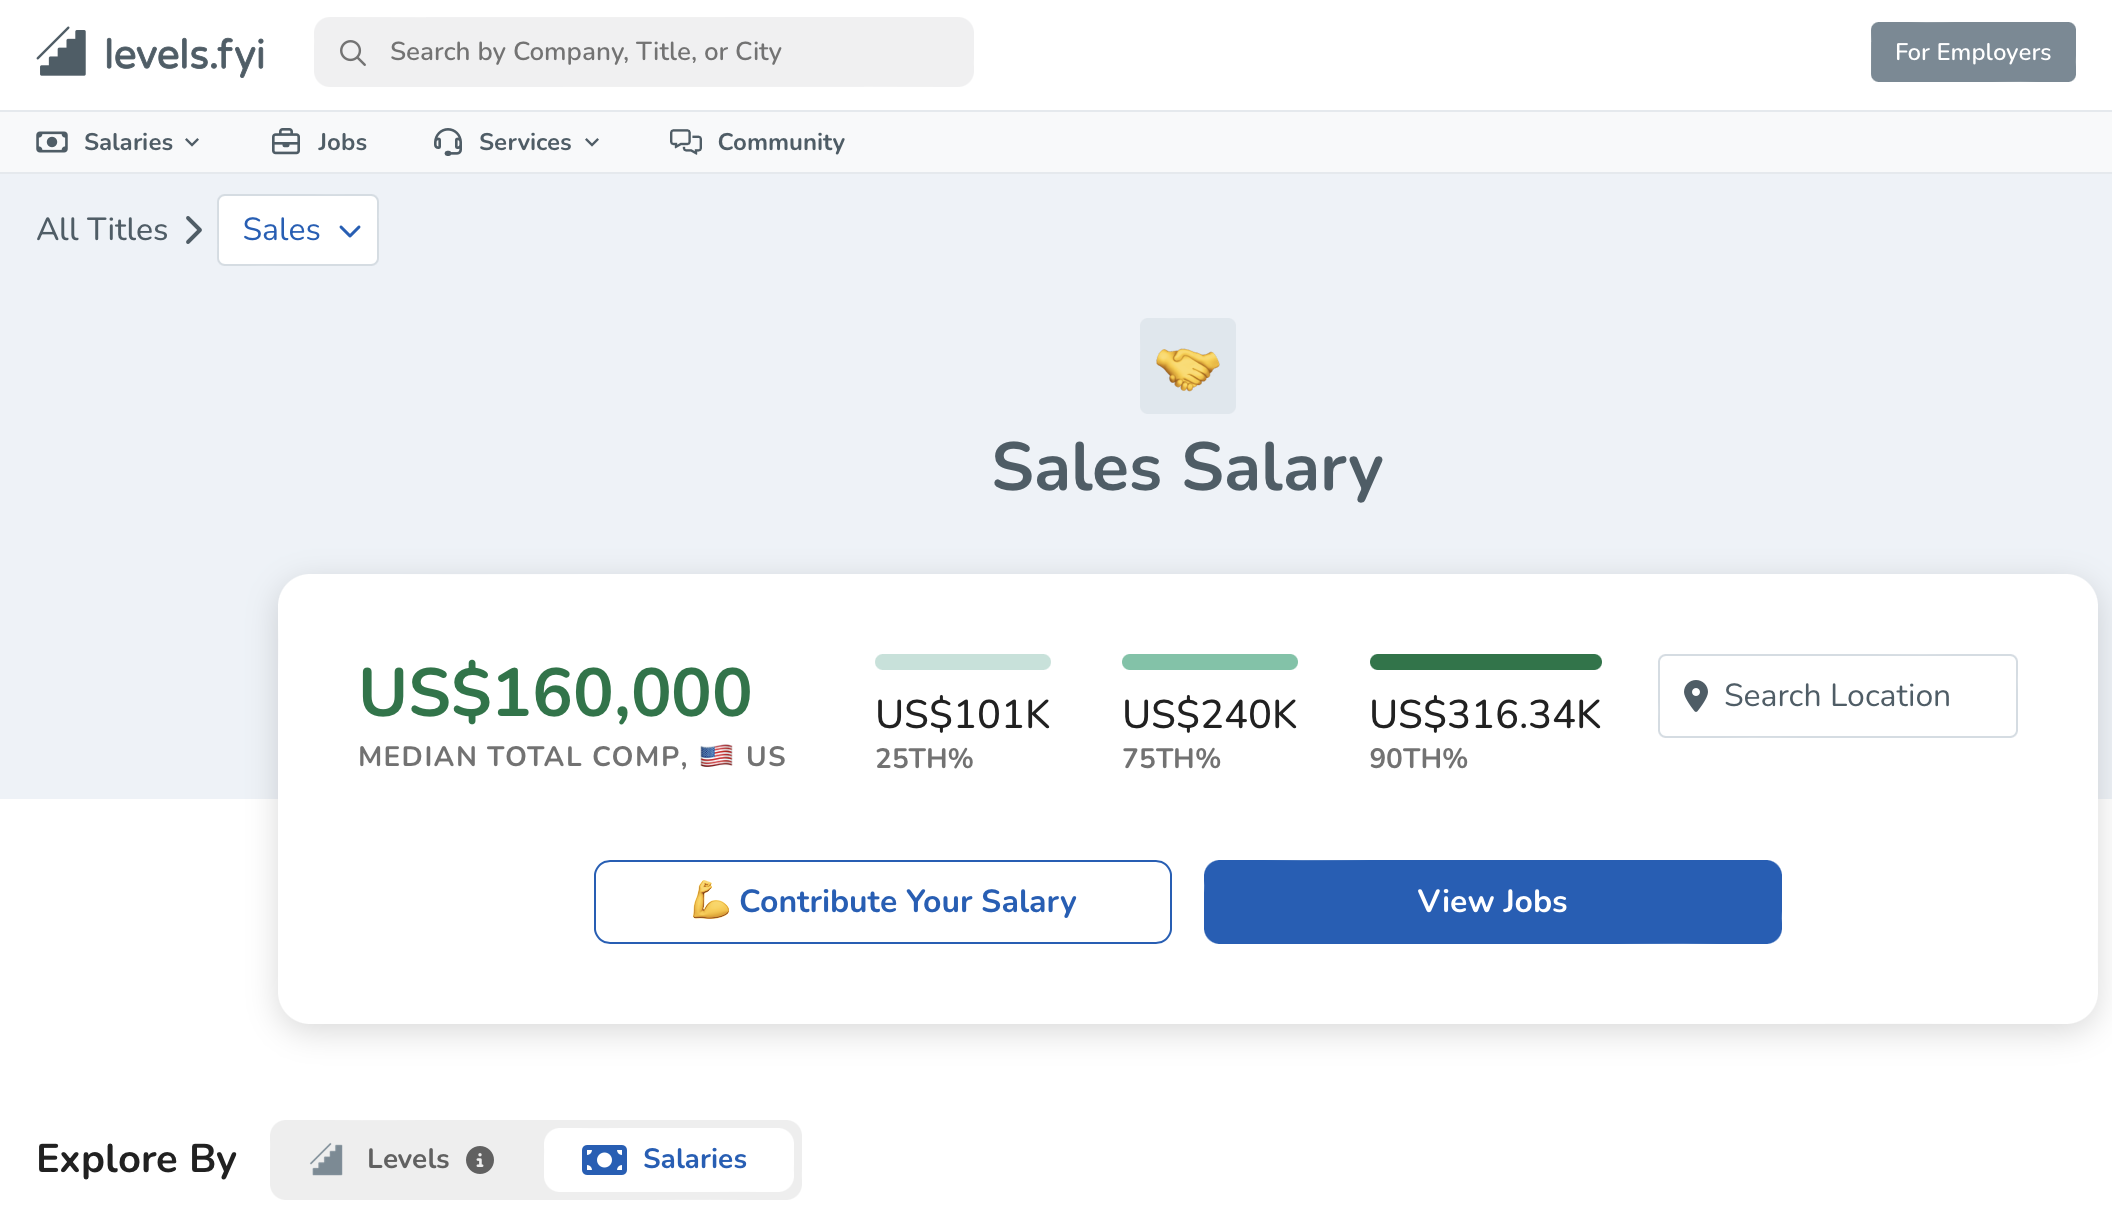 levels.fyi
Search by Company, Title, or City
For Employers
Salaries
Jobs
Services
Community
All Titles
Sales
Sales Salary
US$160,000
MEDIAN TOTAL COMP, 🇺🇸 US
US$101K
25TH%
US$240K
75TH%
US$316.34K
90TH%
Search Location
💪 Contribute Your Salary
View Jobs
Explore By
Levels
Salaries